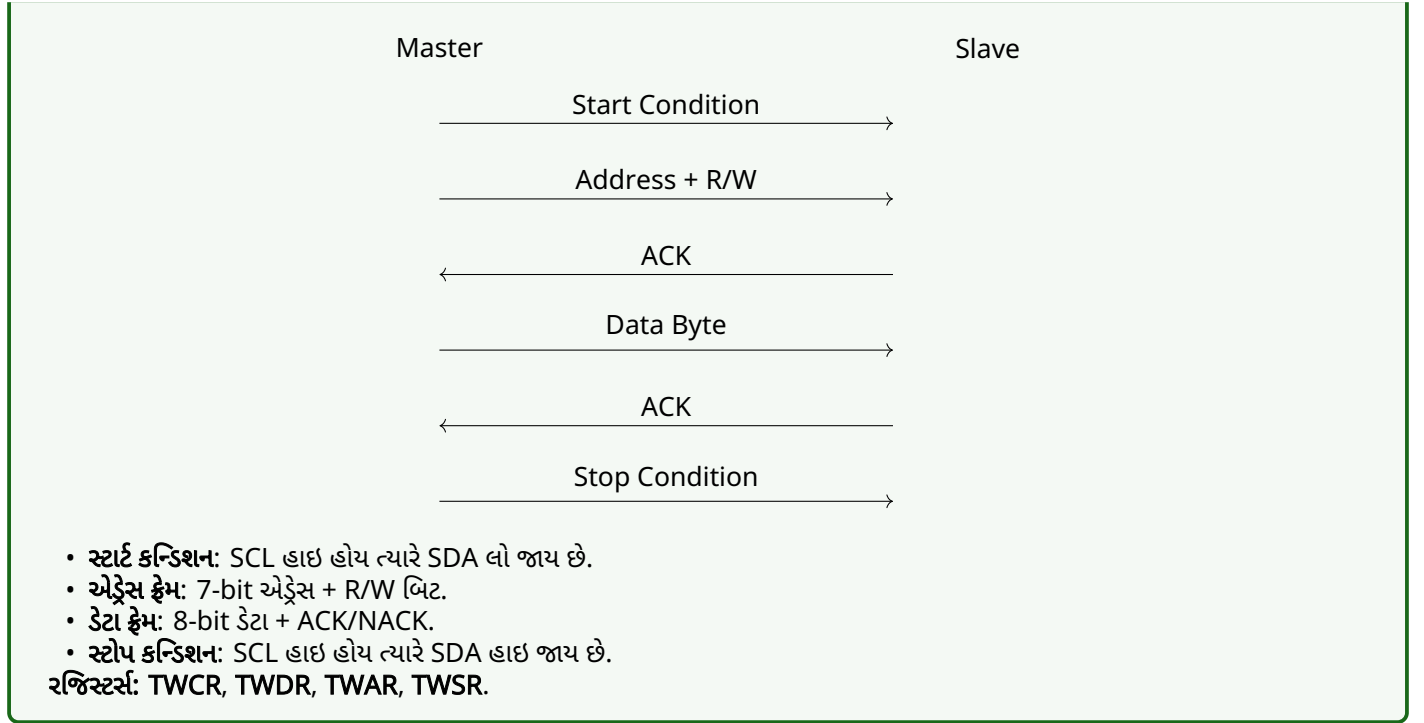 Master Slave
Start Condition
Address + R/W
ACK
Data Byte
ACK
Stop Condition
• સ્ટાર્ટ કન્ડિશન: SCL હાઇ હોય ત્યારે SDA લો જાય છે.
• એડ્રેસ ફ્રેમ: 7-bit એડ્રેસ + R/W બિટ.
• ડેટા ફ્રેમ: 8-bit ડેટા + ACK/NACK.
• સ્ટોપ કન્ડિશન: SCL હાઇ હોય ત્યારે SDA હાઇ જાય છે.
રજિસ્ટર્સ: TWCR, TWDR, TWAR, TWSR.